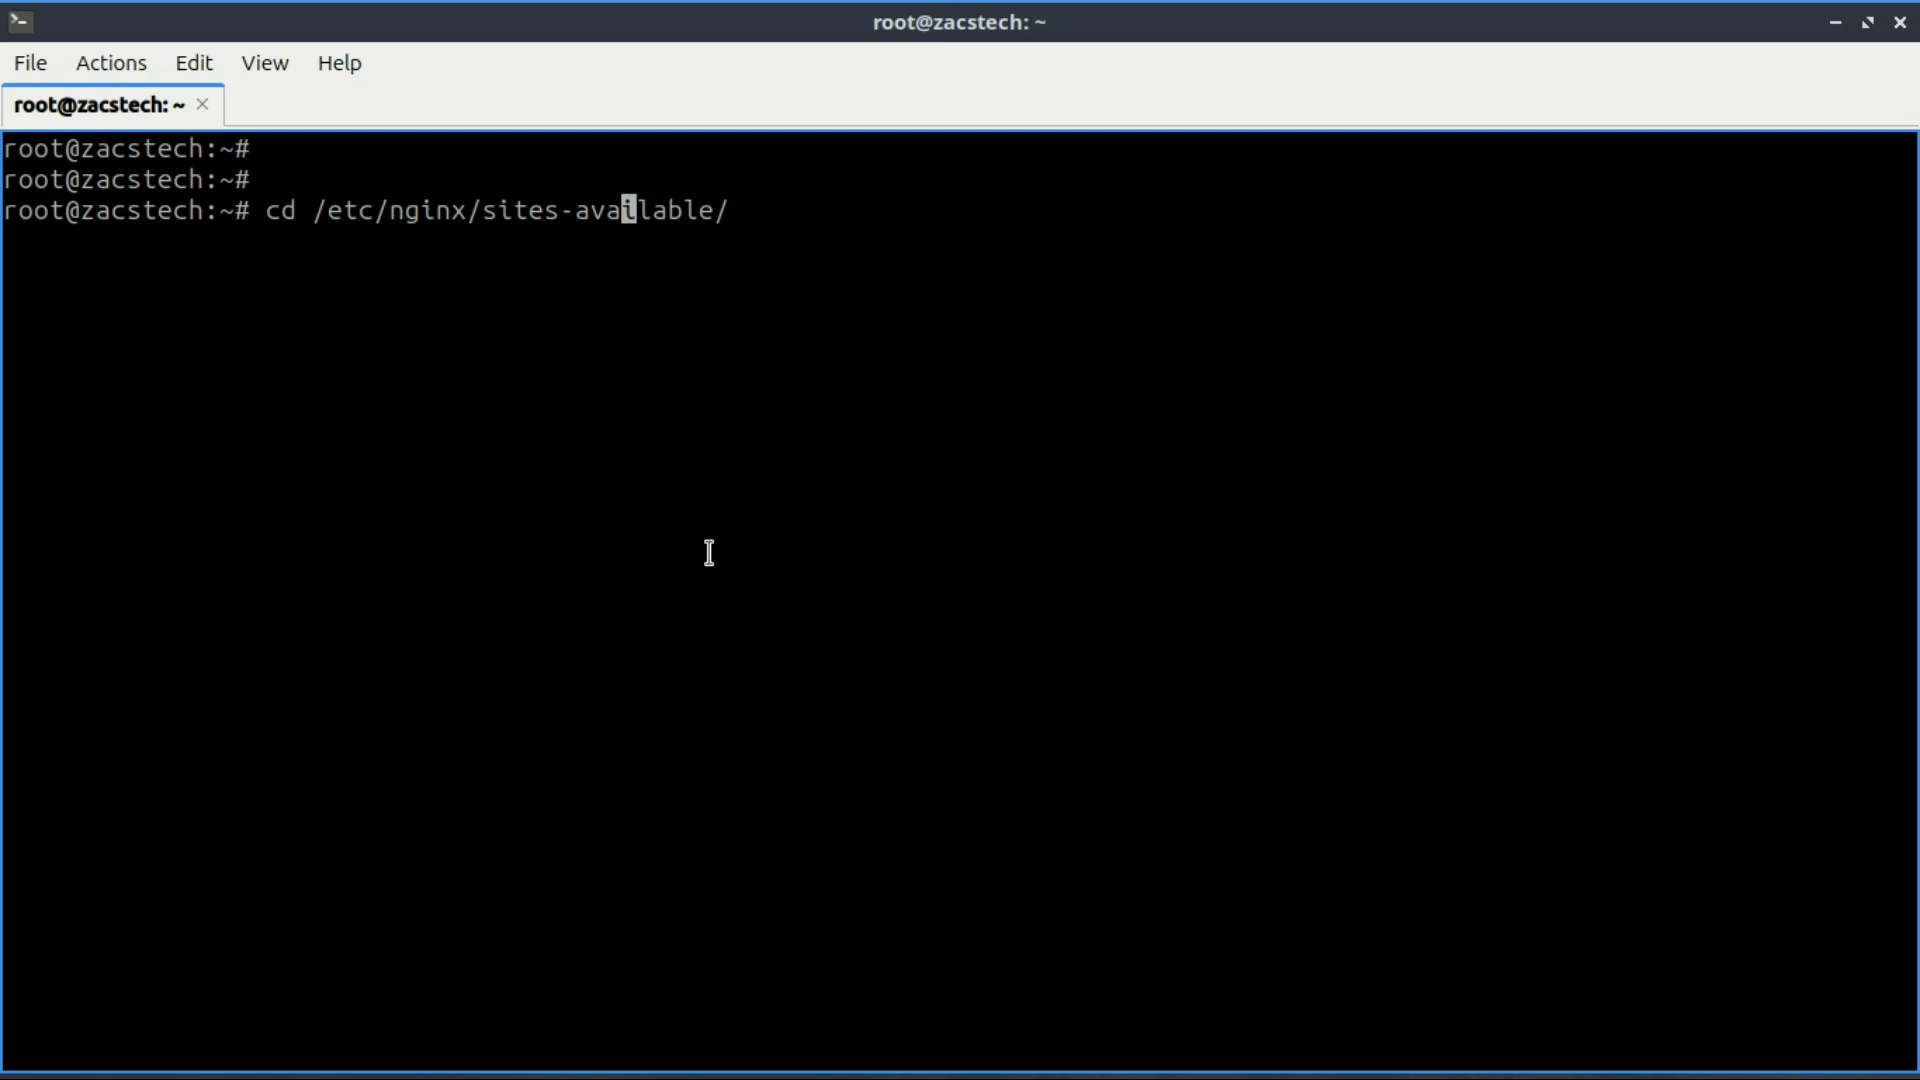 root@zacstech: ~
File Actions Edit View Help
root@zacstech: ~
root@zacstech:~#
root@zacstech:~#
root@zacstech:~# cd /etc/nginx/sites-available/